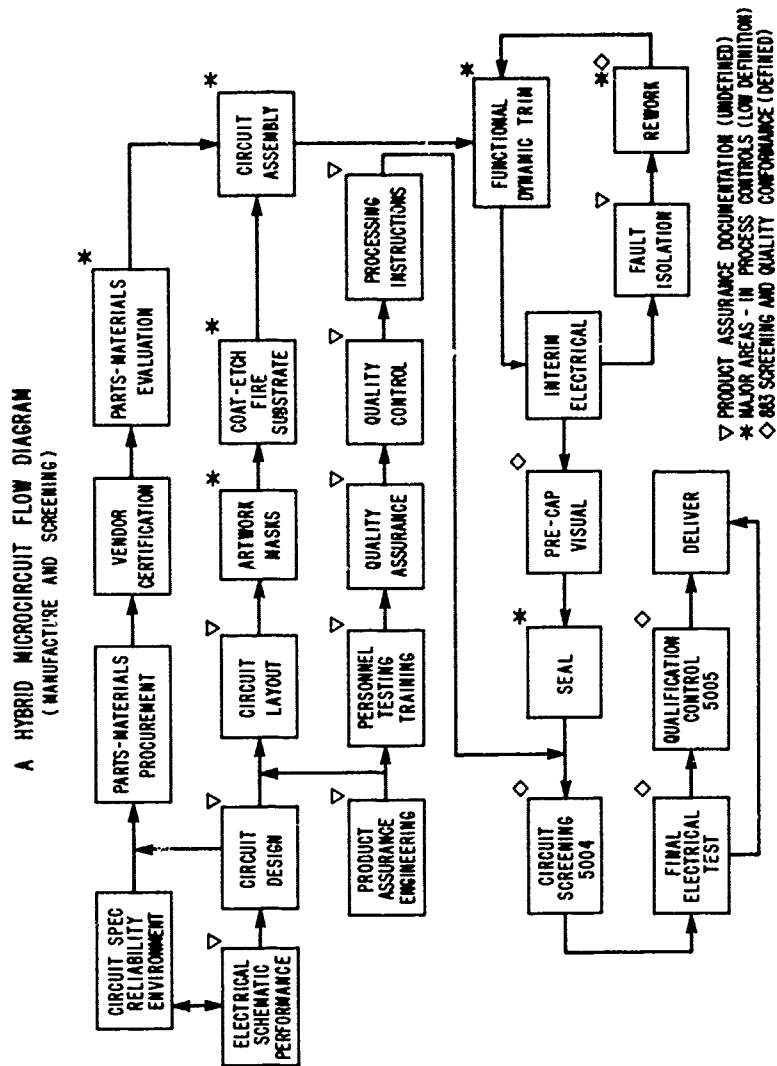 A HYBRID MICROCIRCUIT FLOW DIAGRAM
(MANUFACTURE AND SCREENING)
CIRCUIT SPEC
RELIABILITY
ENVIRONMENT
PARTS-MATERIALS
PROCUREMENT
VENDOR
CERTIFICATION
PARTS-MATERIALS
EVALUATION
*
ELECTRICAL
SCHEMATIC
PERFORMANCE
▽
CIRCUIT
DESIGN
▽
CIRCUIT
LAYOUT
▽
ARTWORK
MASKS
*
COAT-ETCH
FIRE
SUBSTRATE
*
CIRCUIT
ASSEMBLY
*
PRODUCT
ASSURANCE
ENGINEERING
▽
PERSONNEL
TESTING
TRAINING
▽
QUALITY
ASSURANCE
▽
QUALITY
CONTROL
▽
PROCESSING
INSTRUCTIONS
▽
FUNCTIONAL
DYNAMIC TRIM
*
INTERIM
ELECTRICAL
FAULT
ISOLATION
▽
REWORK
* ◇
PRE-CAP
VISUAL
◇
SEAL
*
CIRCUIT
SCREENING
5004
◇
FINAL
ELECTRICAL
TEST
◇
QUALIFICATION
CONTROL
5005
◇
DELIVER
▽ PRODUCT ASSURANCE DOCUMENTATION (UNDEFINED)
* MAJOR AREAS - IN PROCESS CONTROLS (LOW DEFINITION)
◇ 883 SCREENING AND QUALITY CONFORMANCE (DEFINED)